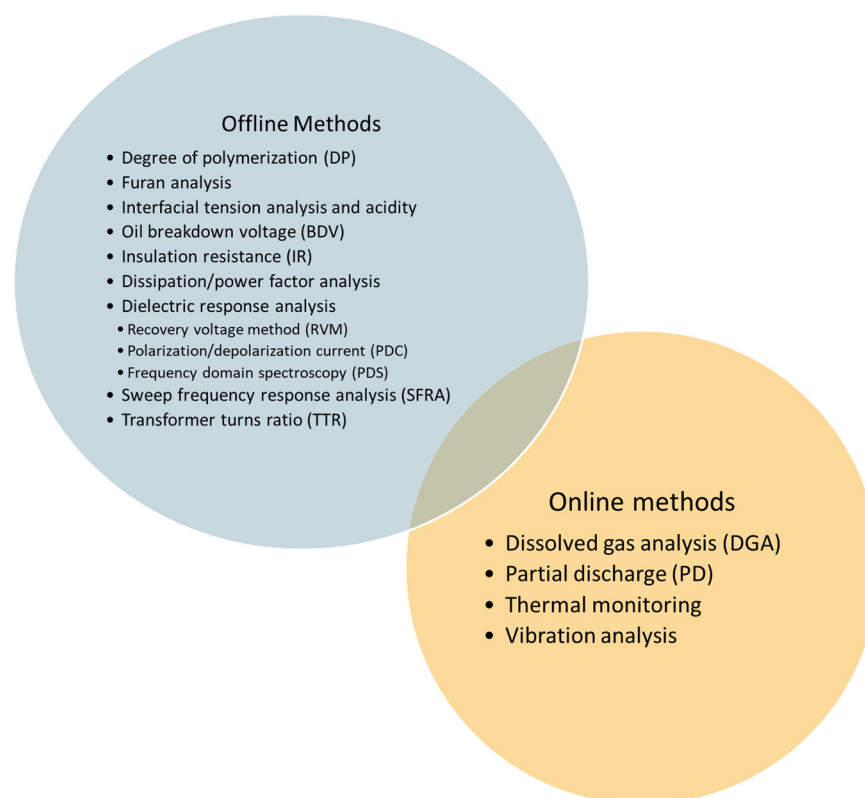 Offline Methods
• Degree of polymerization (DP)
• Furan analysis
• Interfacial tension analysis and acidity
• Oil breakdown voltage (BDV)
• Insulation resistance (IR)
• Dissipation/power factor analysis
• Dielectric response analysis
• Recovery voltage method (RVM)
• Polarization/depolarization current (PDC)
• Frequency domain spectroscopy (PDS)
• Sweep frequency response analysis (SFRA)
• Transformer turns ratio (TTR)
Online methods
• Dissolved gas analysis (DGA)
• Partial discharge (PD)
• Thermal monitoring
• Vibration analysis